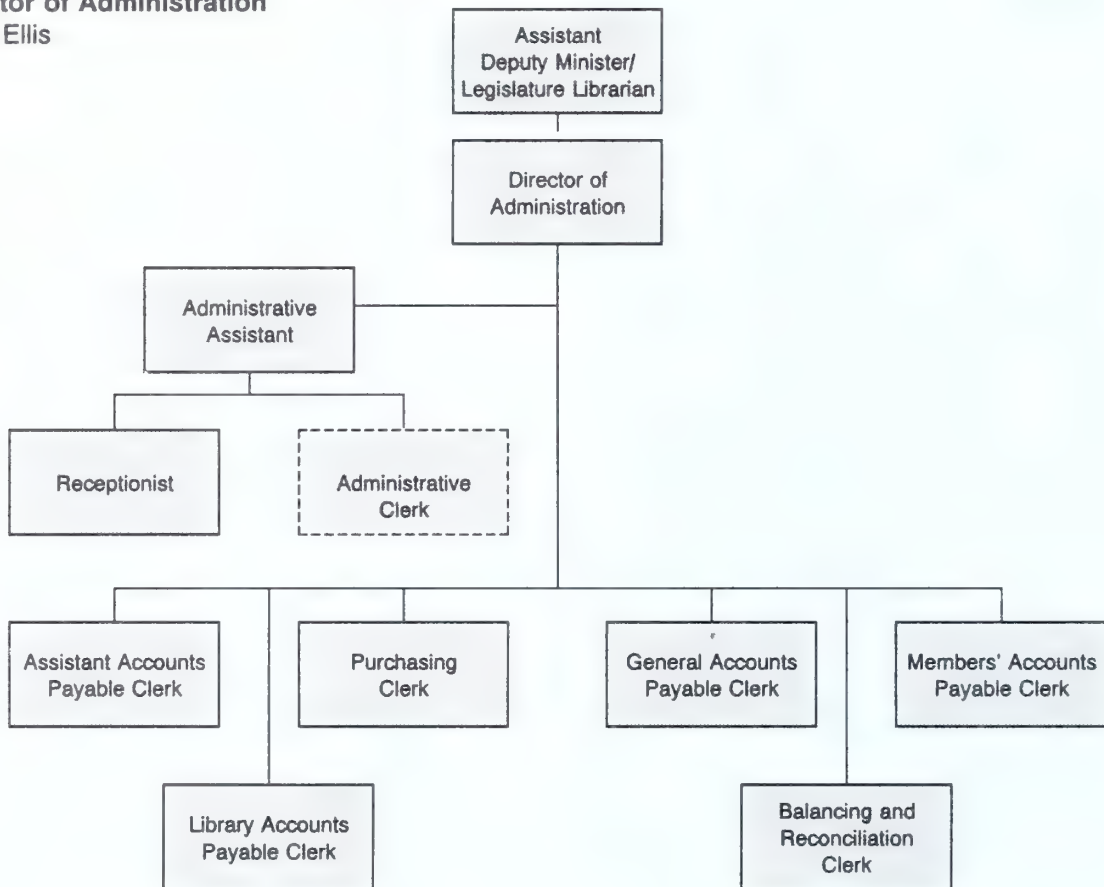 tor of Administration
Ellis
Assistant
Deputy Minister/
Legislature Librarian
Director of
Administration
Administrative
Assistant
Receptionist
Administrative
Clerk
Assistant Accounts
Payable Clerk
Purchasing
Clerk
General Accounts
Payable Clerk
Members' Accounts
Payable Clerk
Library Accounts
Payable Clerk
Balancing and
Reconciliation
Clerk